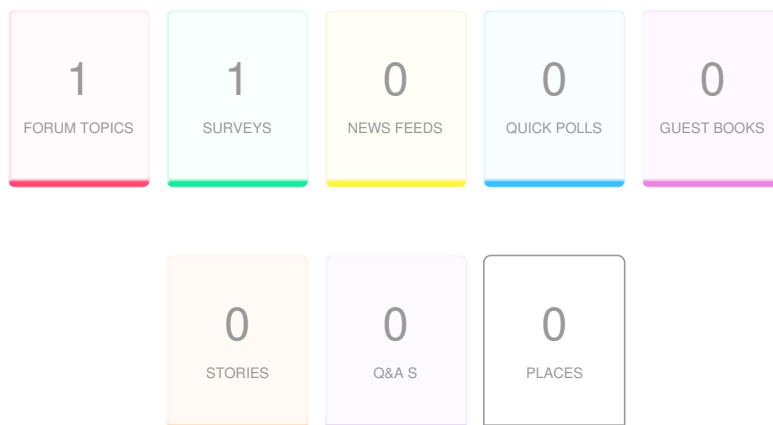 1 1 0 0 0
FORUM TOPICS SURVEYS NEWS FEEDS QUICK POLLS GUEST BOOKS
0 0 0
STORIES Q&A S PLACES